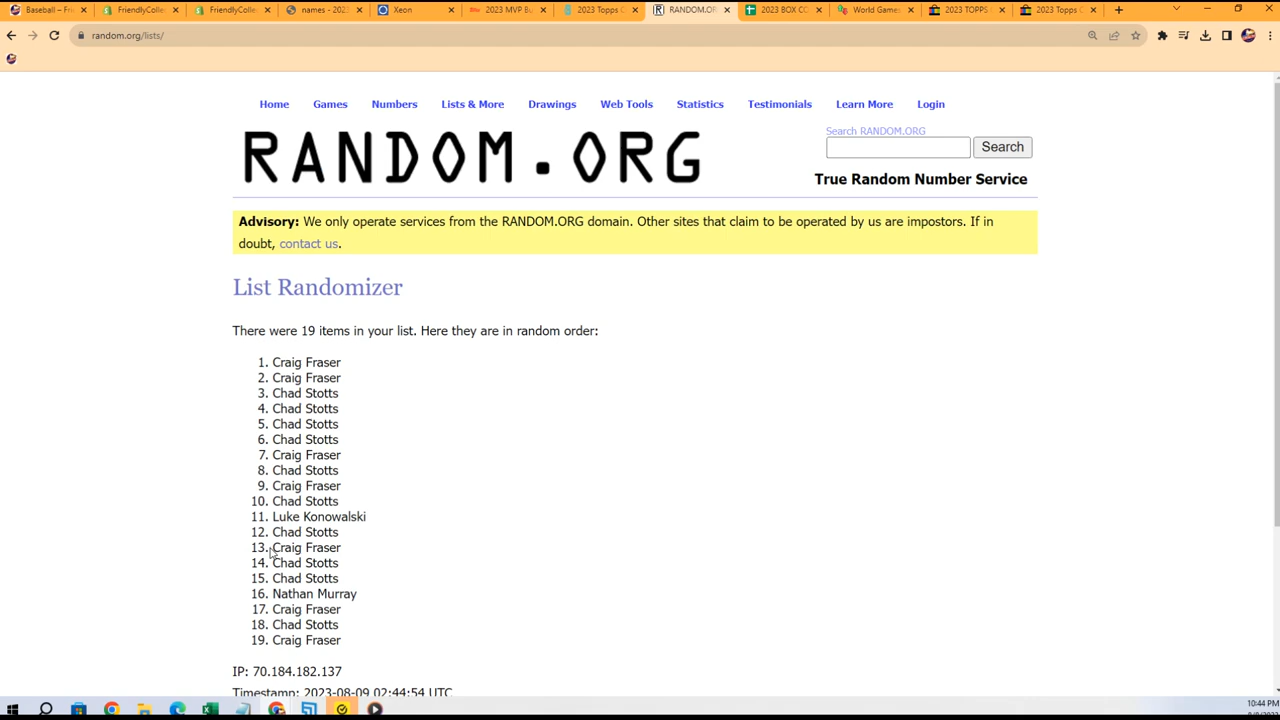 Baseball – Fri
FriendlyColle
FriendlyColle
names - 202
Xeon
2023 MVP Bu
2023 Topps C
RANDOM.OR
2023 BOX CO
World Games
2023 TOPPS
2023 Topps C
random.org/lists/
Home Games Numbers Lists & More Drawings Web Tools Statistics Testimonials Learn More Login
RANDOM.ORG
Search RANDOM.ORG
Search
True Random Number Service
Advisory: We only operate services from the RANDOM.ORG domain. Other sites that claim to be operated by us are impostors. If in
doubt, contact us.
List Randomizer
There were 19 items in your list. Here they are in random order:
1. Craig Fraser
2. Craig Fraser
3. Chad Stotts
4. Chad Stotts
5. Chad Stotts
6. Chad Stotts
7. Craig Fraser
8. Chad Stotts
9. Craig Fraser
10. Chad Stotts
11. Luke Konowalski
12. Chad Stotts
13. Craig Fraser
14. Chad Stotts
15. Chad Stotts
16. Nathan Murray
17. Craig Fraser
18. Chad Stotts
19. Craig Fraser
IP: 70.184.182.137
Timestamp: 2023-08-09 02:44:54 UTC
10:44 PM